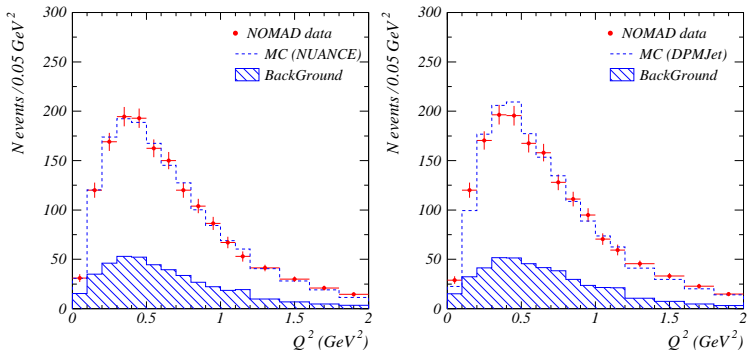 N events/0.05 GeV²
300
250
200
150
100
50
0
NOMAD data
MC (NUANCE)
BackGround
0 0.5 1 1.5 2
Q² (GeV²)
N events/0.05 GeV²
300
250
200
150
100
50
0
NOMAD data
MC (DPMJet)
BackGround
0 0.5 1 1.5 2
Q² (GeV²)